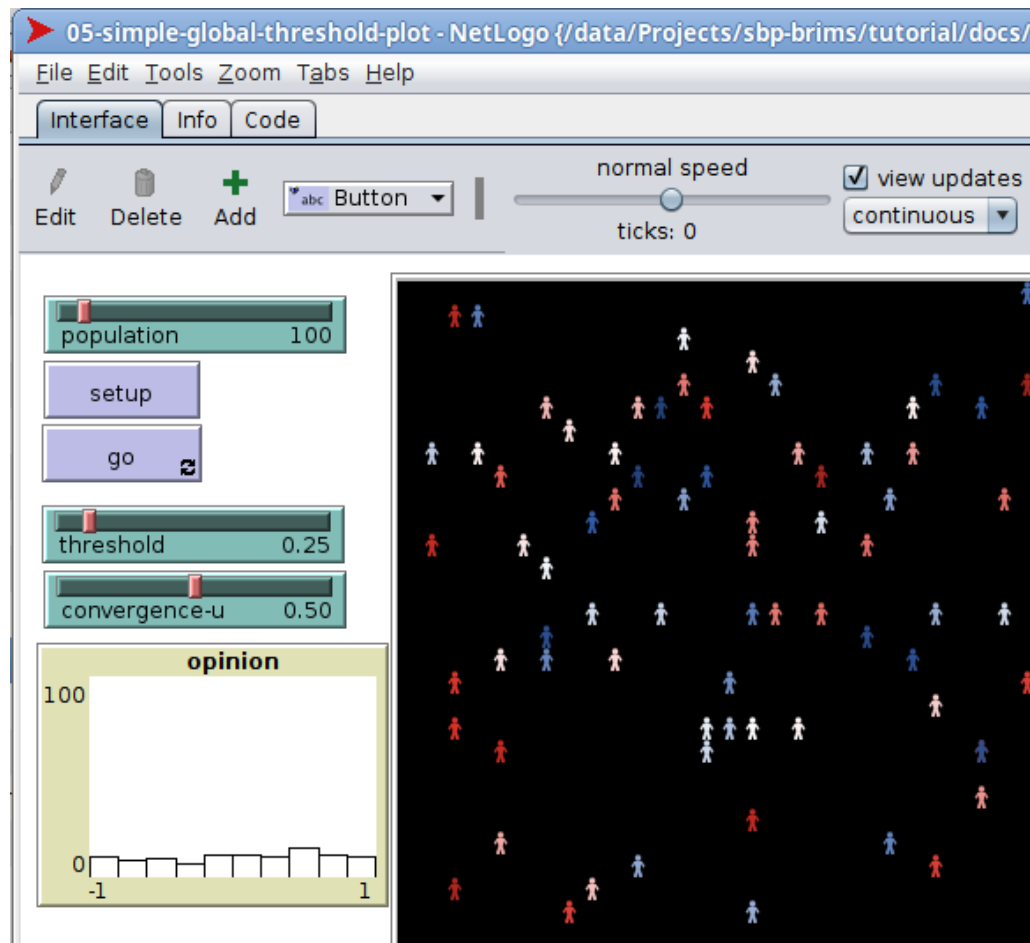 05-simple-global-threshold-plot - NetLogo {/data/Projects/sbp-brims/tutorial/docs/
File Edit Tools Zoom Tabs Help
Interface Info Code
normal speed
view updates
Edit Delete Add abc Button
continuous
ticks: 0
population 100
setup
go
threshold 0.25
convergence-u 0.50
opinion
100
0
-1 1